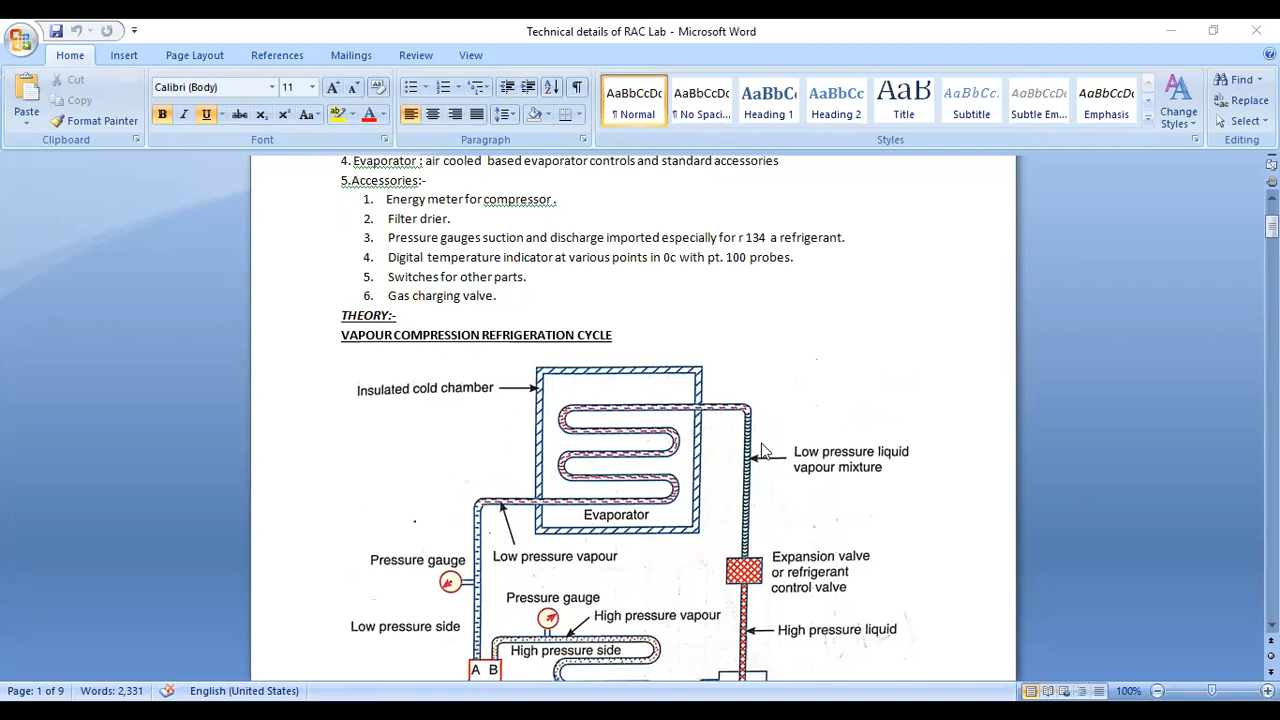 Technical details of RAC Lab - Microsoft Word
Home Insert Page Layout References Mailings Review View
Paste
Cut
Copy
Format Painter
Clipboard
Calibri (Body) 11
Font
Paragraph
AaBbCcDc AaBbCcDc AaBbCc AaBbCc AaB AaBbCc. AaBbCcDc AaBbCcDc
¶ Normal ¶ No Spaci... Heading 1 Heading 2 Title Subtitle Subtle Em... Emphasis
Change Styles
Styles
Find
Replace
Select
Editing
4. Evaporator : air cooled based evaporator controls and standard accessories
5.Accessories:-
1. Energy meter for compressor .
2. Filter drier.
3. Pressure gauges suction and discharge imported especially for r 134 a refrigerant.
4. Digital temperature indicator at various points in 0c with pt. 100 probes.
5. Switches for other parts.
6. Gas charging valve.
THEORY:-
VAPOUR COMPRESSION REFRIGERATION CYCLE
Insulated cold chamber
Low pressure liquid
vapour mixture
Evaporator
Low pressure vapour
Pressure gauge
Expansion valve
or refrigerant
control valve
Pressure gauge
High pressure vapour
Low pressure side
High pressure liquid
High pressure side
A B
Page: 1 of 9 Words: 2,331 English (United States) 100%